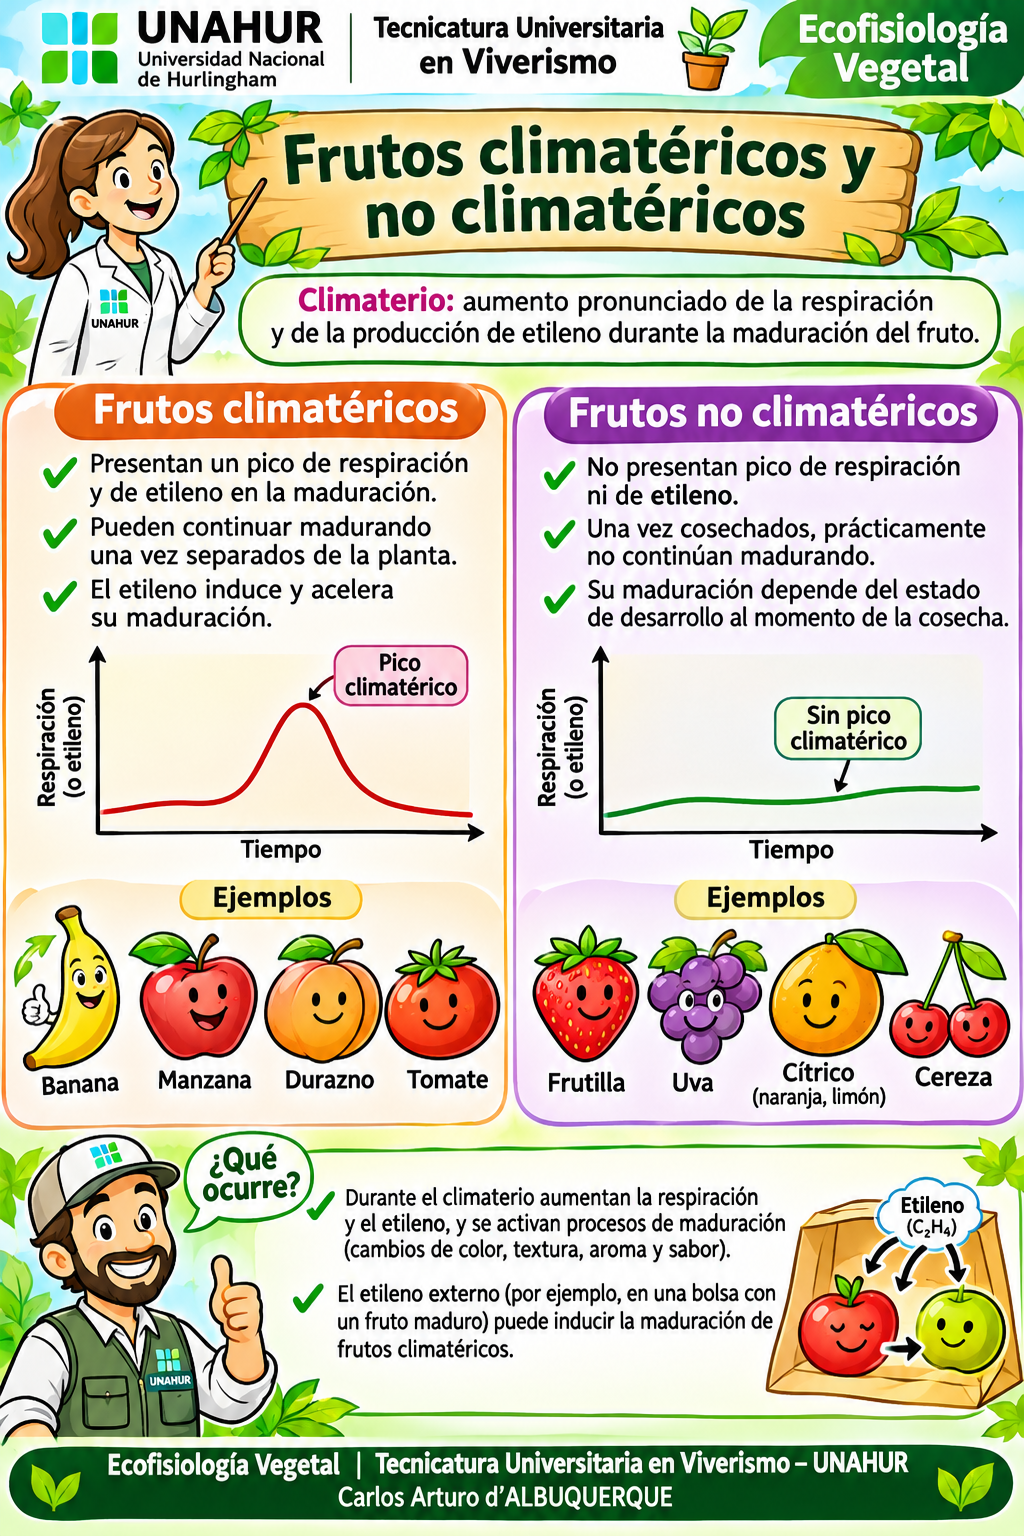 UNAHUR
Universidad Nacional
de Hurlingham
Tecnicatura Universitaria
en Viverismo
Ecofisiología
Vegetal
Frutos climatéricos y
no climatéricos
UNAHUR
Climaterio: aumento pronunciado de la respiración
y de la producción de etileno durante la maduración del fruto.
Frutos climatéricos
Presentan un pico de respiración
y de etileno en la maduración.
Pueden continuar madurando
una vez separados de la planta.
El etileno induce y acelera
su maduración.
Pico
climatérico
Respiración
(o etileno)
Tiempo
Ejemplos
Banana
Manzana
Durazno
Tomate
Frutos no climatéricos
No presentan pico de respiración
ni de etileno.
Una vez cosechados, prácticamente
no continúan madurando.
Su maduración depende del estado
de desarrollo al momento de la cosecha.
Sin pico
climatérico
Respiración
(o etileno)
Tiempo
Ejemplos
Frutilla
Uva
Cítrico
(naranja, limón)
Cereza
¿Qué
ocurre?
Durante el climaterio aumentan la respiración
y el etileno, y se activan procesos de maduración
(cambios de color, textura, aroma y sabor).
El etileno externo (por ejemplo, en una bolsa con
un fruto maduro) puede inducir la maduración de
frutos climatéricos.
Etileno
(C₂H₄)
UNAHUR
Ecofisiología Vegetal | Tecnicatura Universitaria en Viverismo – UNAHUR
Carlos Arturo d’ALBUQUERQUE